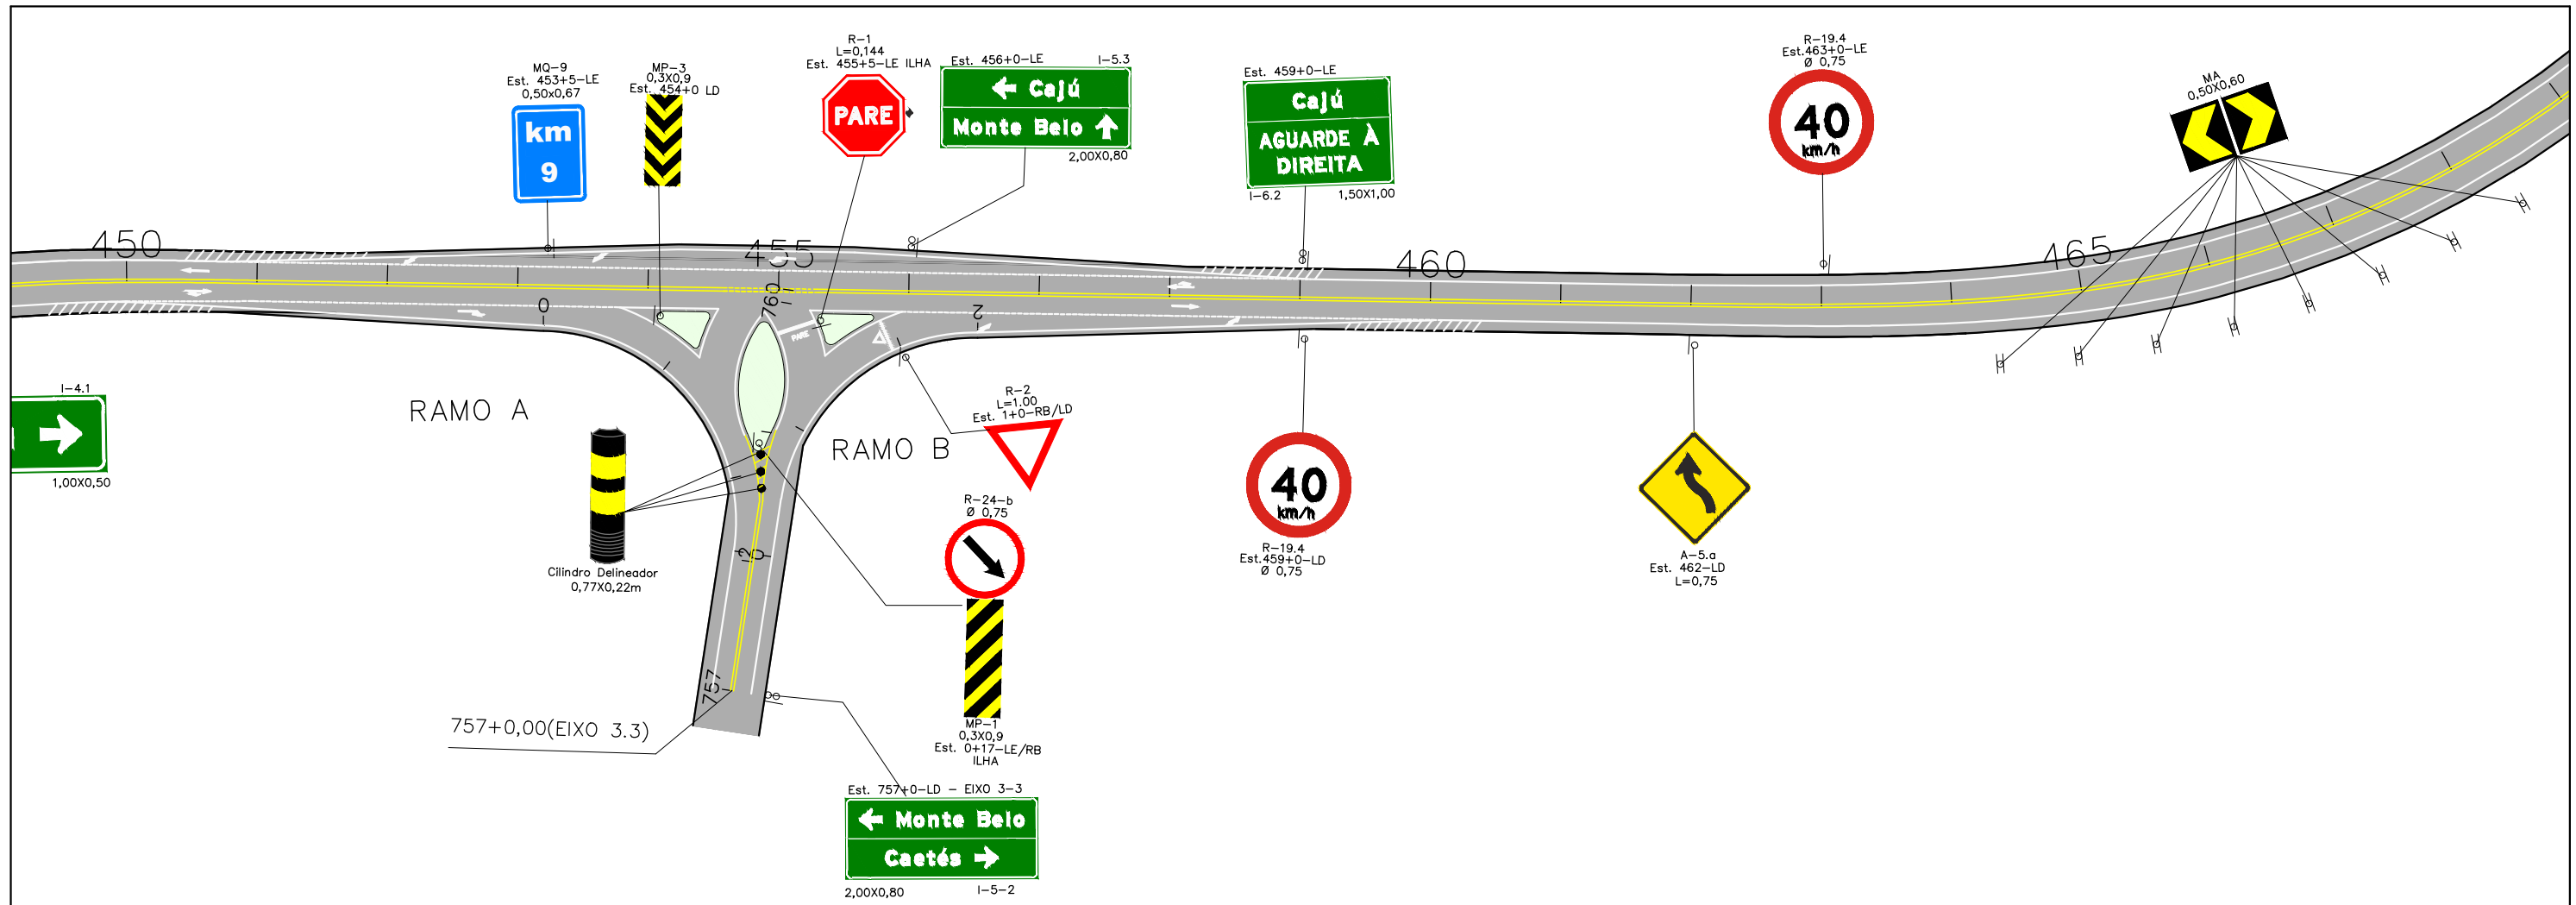 MQ-9
Est. 453+5-LE
0,50x0,67
km
9
MP-3
0,3X0,9
Est. 454+0 LD
R-1
L=0,144
Est. 455+5-LE ILHA
PARE
Est. 456+0-LE
I-5.3
Cajú
Monte Belo
2,00X0,80
Est. 459+0-LE
Cajú
AGUARDE À
DIREITA
I-6.2
1,50X1,00
R-19.4
Est.463+0-LE
Ø 0,75
40
km/h
MA
0,50X0,60
450
455
460
465
0
760
2
PARE
I-4.1
1,00X0,50
RAMO A
RAMO B
R-2
L=1.00
Est. 1+0-RB/LD
Cilindro Delineador
0,77X0,22m
R-24-b
Ø 0,75
MP-1
0,3X0,9
Est. 0+17-LE/RB
ILHA
40
km/h
R-19.4
Est.459+0-LD
Ø 0,75
A-5.a
Est. 462-LD
L=0,75
2
0
757
757+0,00(EIXO 3.3)
Est. 757+0-LD - EIXO 3-3
Monte Belo
Caetés
2,00X0,80
I-5-2